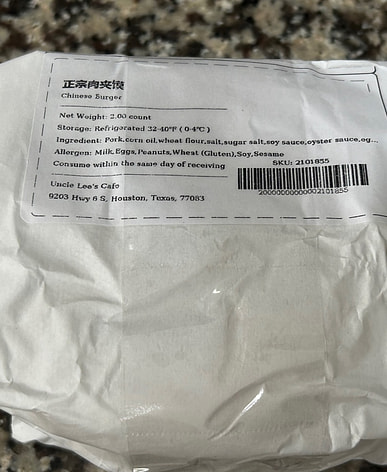 正宗肉夹馍
Chinese Burger
Net Weight: 2.00 count
Storage: Refrigerated 32-40°F ( 0-4°C )
Ingredient: Pork,corn oil,wheat flour,salt,sugar salt,soy sauce,oyster sauce,eg...
Allergen: Milk,Eggs,Peanuts,Wheat (Gluten),Soy,Sesame
Consume within the same day of receiving
SKU: 2101855
2000000000002101855
Uncle Lee's Cafe
9203 Hwy 6 S, Houston, Texas, 77083